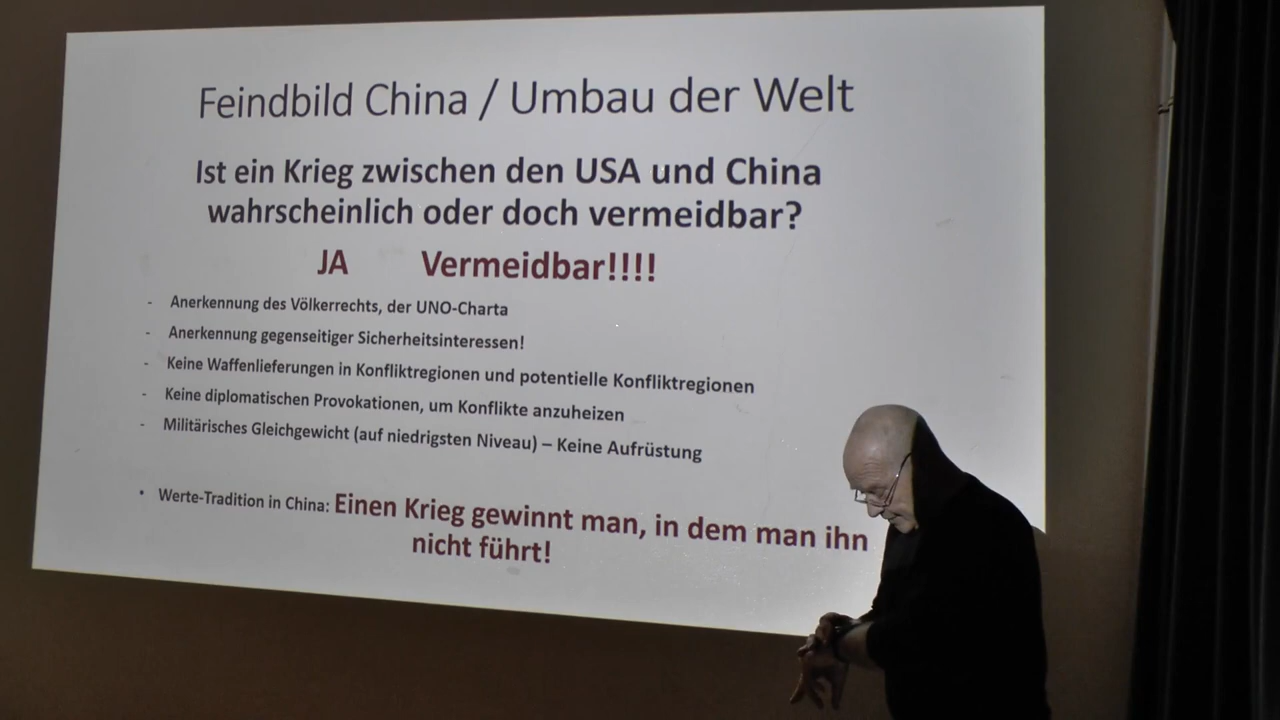 Feindbild China / Umbau der Welt
Ist ein Krieg zwischen den USA und China
wahrscheinlich oder doch vermeidbar?
JA Vermeidbar!!!!
- Anerkennung des Völkerrechts, der UNO-Charta
- Anerkennung gegenseitiger Sicherheitsinteressen!
- Keine Waffenlieferungen in Konfliktregionen und potentielle Konfliktregionen
- Keine diplomatischen Provokationen, um Konflikte anzuheizen
- Militärisches Gleichgewicht (auf niedrigsten Niveau) – Keine Aufrüstung
• Werte-Tradition in China: Einen Krieg gewinnt man, in dem man ihn
nicht führt!